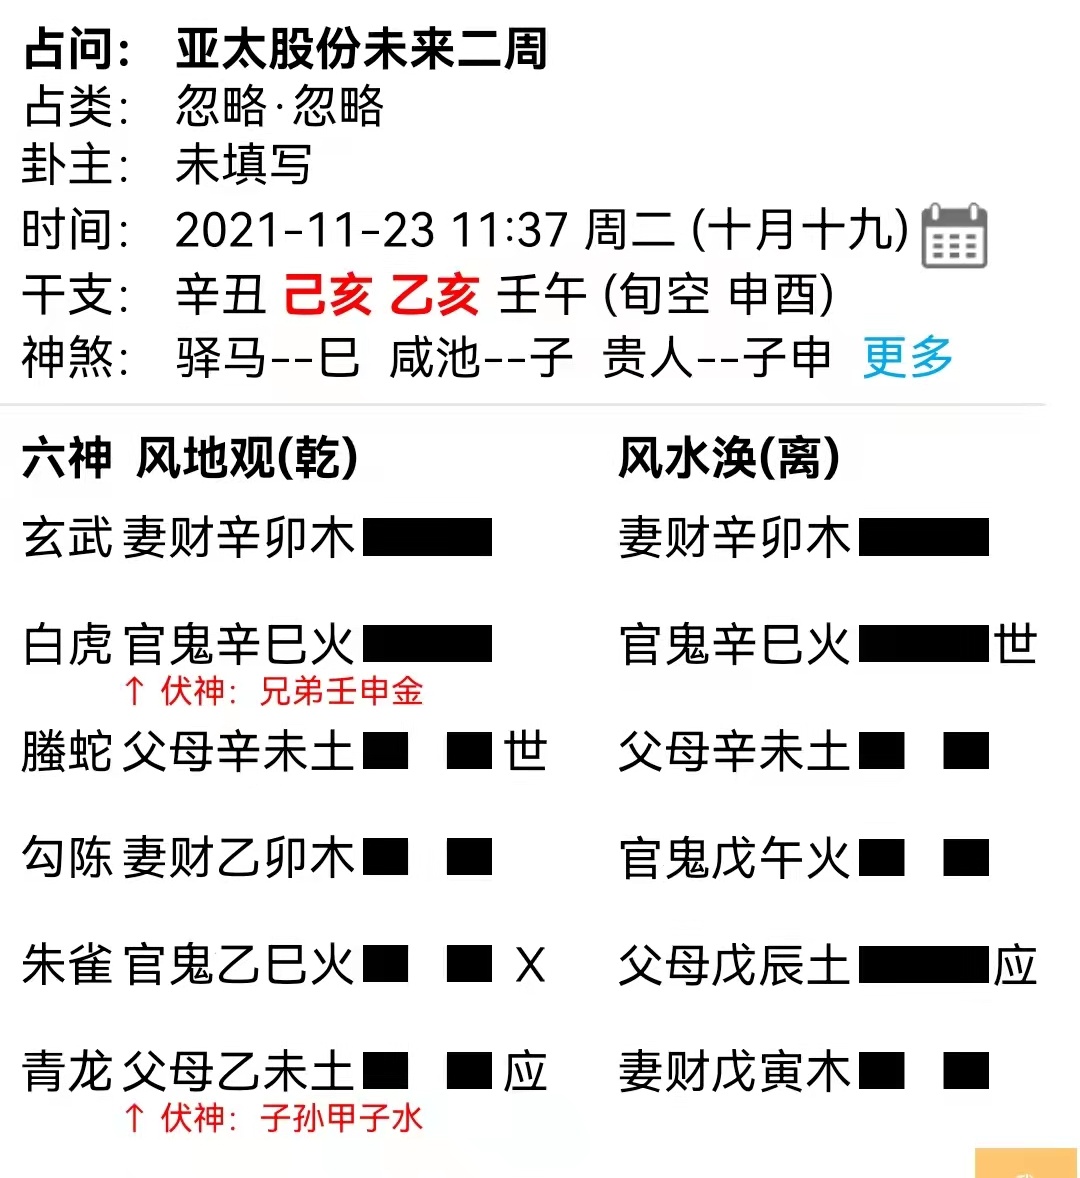 占问： 亚太股份未来二周
占类： 忽略·忽略
卦主： 未填写
时间： 2021-11-23 11:37 周二 (十月十九)
干支： 辛丑 己亥 乙亥 壬午 (旬空 申酉)
神煞： 驿马--巳 咸池--子 贵人--子申 更多
六神 风地观(乾) 风水涣(离)
玄武 妻财辛卯木 妻财辛卯木
白虎 官鬼辛巳火 官鬼辛巳火 世
↑ 伏神：兄弟壬申金
螣蛇 父母辛未土 世 父母辛未土
勾陈 妻财乙卯木 官鬼戊午火
朱雀 官鬼乙巳火 X 父母戊辰土 应
青龙 父母乙未土 应 妻财戊寅木
↑ 伏神：子孙甲子水